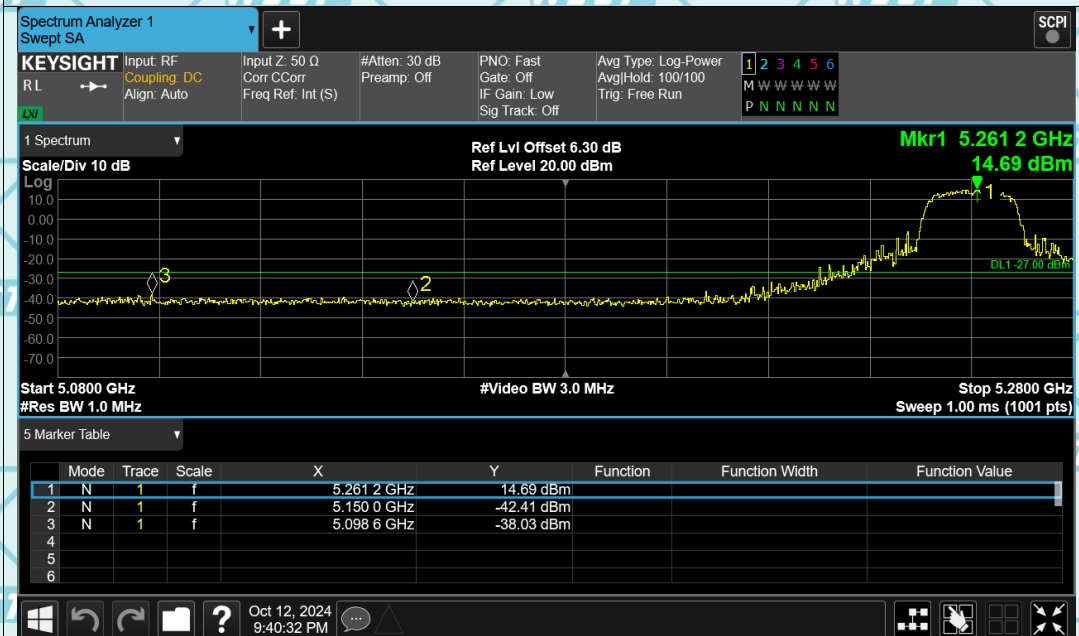 Spectrum Analyzer 1
Swept SA
+
SCPI
KEYSIGHT
RL
LXI
Input: RF
Coupling: DC
Align: Auto
Input Z: 50 Ω
Corr CCorr
Freq Ref: Int (S)
#Atten: 30 dB
Preamp: Off
PNO: Fast
Gate: Off
IF Gain: Low
Sig Track: Off
Avg Type: Log-Power
Avg|Hold: 100/100
Trig: Free Run
1 2 3 4 5 6
M W W W W W
P N N N N N
1 Spectrum
Scale/Div 10 dB
Ref Lvl Offset 6.30 dB
Ref Level 20.00 dBm
Mkr1 5.261 2 GHz
14.69 dBm
Log
10.0
0.00
-10.0
-20.0
-30.0
-40.0
-50.0
-60.0
-70.0
1
2
3
DL1 -27.00 dBm
Start 5.0800 GHz
#Video BW 3.0 MHz
Stop 5.2800 GHz
#Res BW 1.0 MHz
Sweep 1.00 ms (1001 pts)
5 Marker Table
Mode Trace Scale X Y Function Function Width Function Value
1 N 1 f 5.261 2 GHz 14.69 dBm
2 N 1 f 5.150 0 GHz -42.41 dBm
3 N 1 f 5.098 6 GHz -38.03 dBm
4
5
6
?
Oct 12, 2024
9:40:32 PM